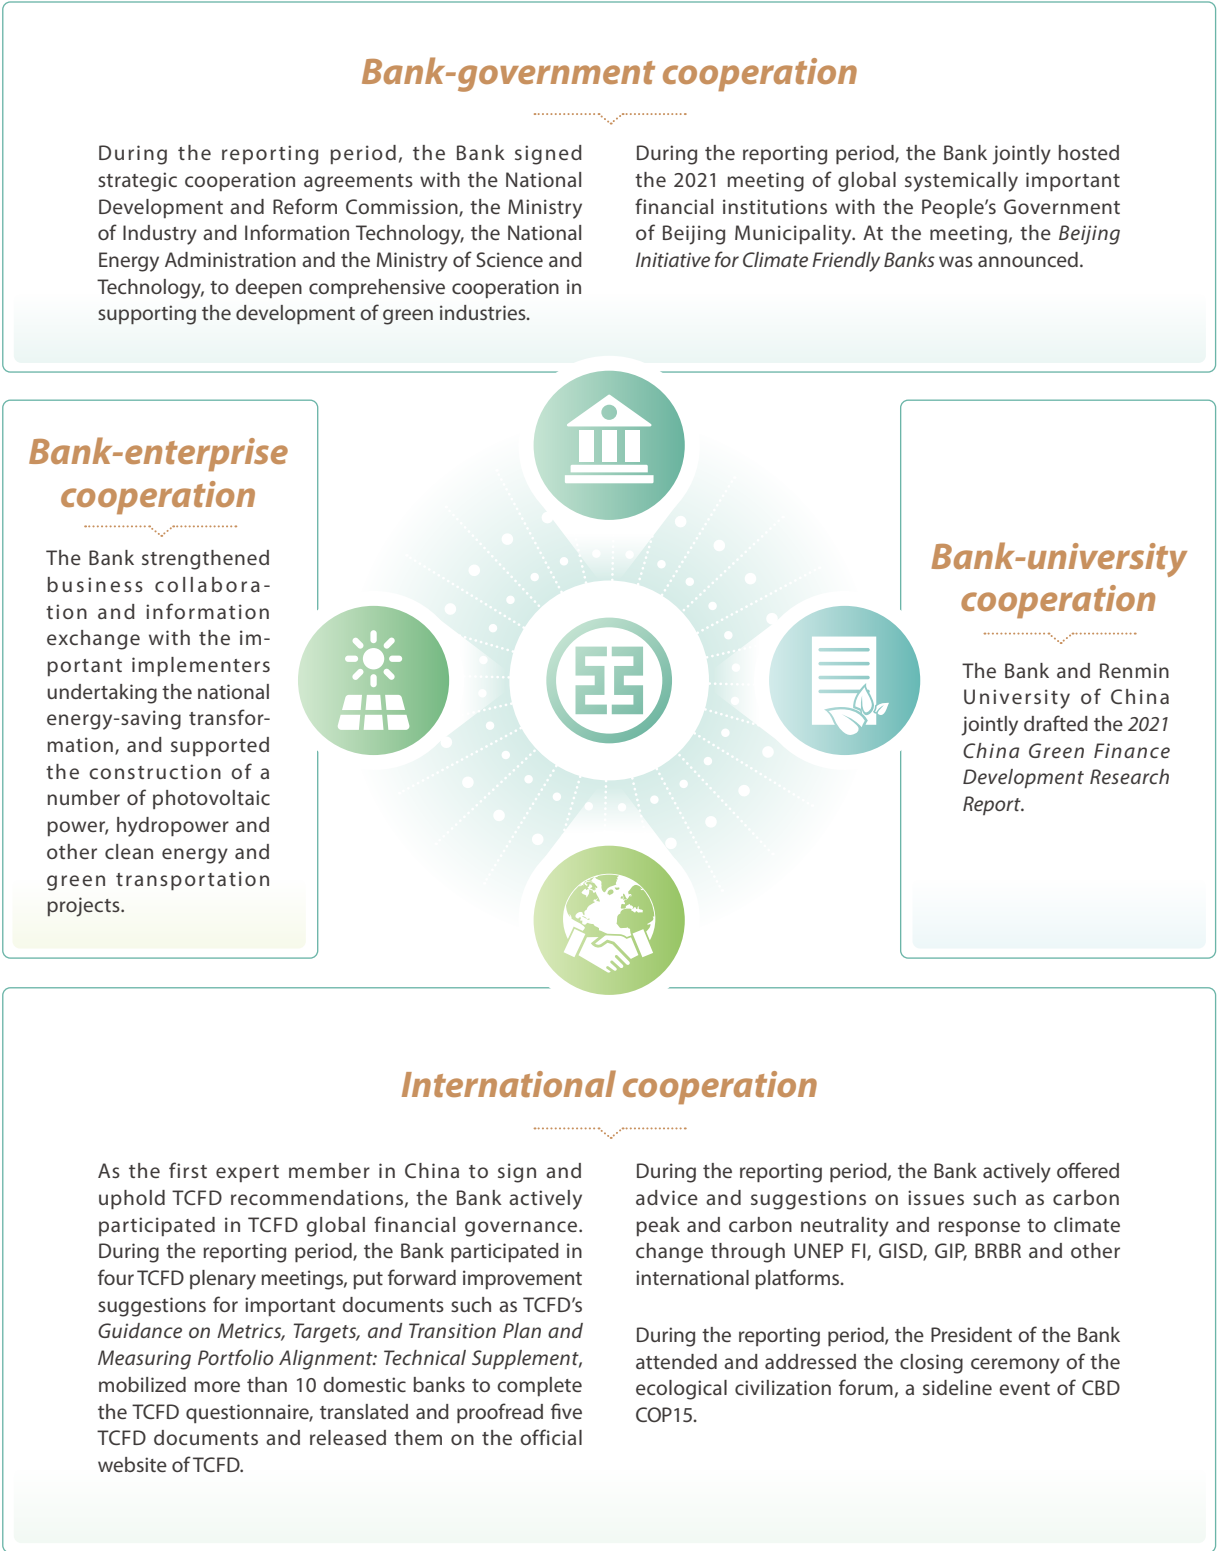 Bank-government cooperation
During the reporting period, the Bank signed
strategic cooperation agreements with the National
Development and Reform Commission, the Ministry
of Industry and Information Technology, the National
Energy Administration and the Ministry of Science and
Technology, to deepen comprehensive cooperation in
supporting the development of green industries.
During the reporting period, the Bank jointly hosted
the 2021 meeting of global systemically important
financial institutions with the People’s Government
of Beijing Municipality. At the meeting, the Beijing
Initiative for Climate Friendly Banks was announced.
Bank-enterprise
cooperation
The Bank strengthened
business collabora-
tion and information
exchange with the im-
portant implementers
undertaking the national
energy-saving transfor-
mation, and supported
the construction of a
number of photovoltaic
power, hydropower and
other clean energy and
green transportation
projects.
Bank-university
cooperation
The Bank and Renmin
University of China
jointly drafted the 2021
China Green Finance
Development Research
Report.
International cooperation
As the first expert member in China to sign and
uphold TCFD recommendations, the Bank actively
participated in TCFD global financial governance.
During the reporting period, the Bank participated in
four TCFD plenary meetings, put forward improvement
suggestions for important documents such as TCFD’s
Guidance on Metrics, Targets, and Transition Plan and
Measuring Portfolio Alignment: Technical Supplement,
mobilized more than 10 domestic banks to complete
the TCFD questionnaire, translated and proofread five
TCFD documents and released them on the official
website of TCFD.
During the reporting period, the Bank actively offered
advice and suggestions on issues such as carbon
peak and carbon neutrality and response to climate
change through UNEP FI, GISD, GIP, BRBR and other
international platforms.
During the reporting period, the President of the Bank
attended and addressed the closing ceremony of the
ecological civilization forum, a sideline event of CBD
COP15.